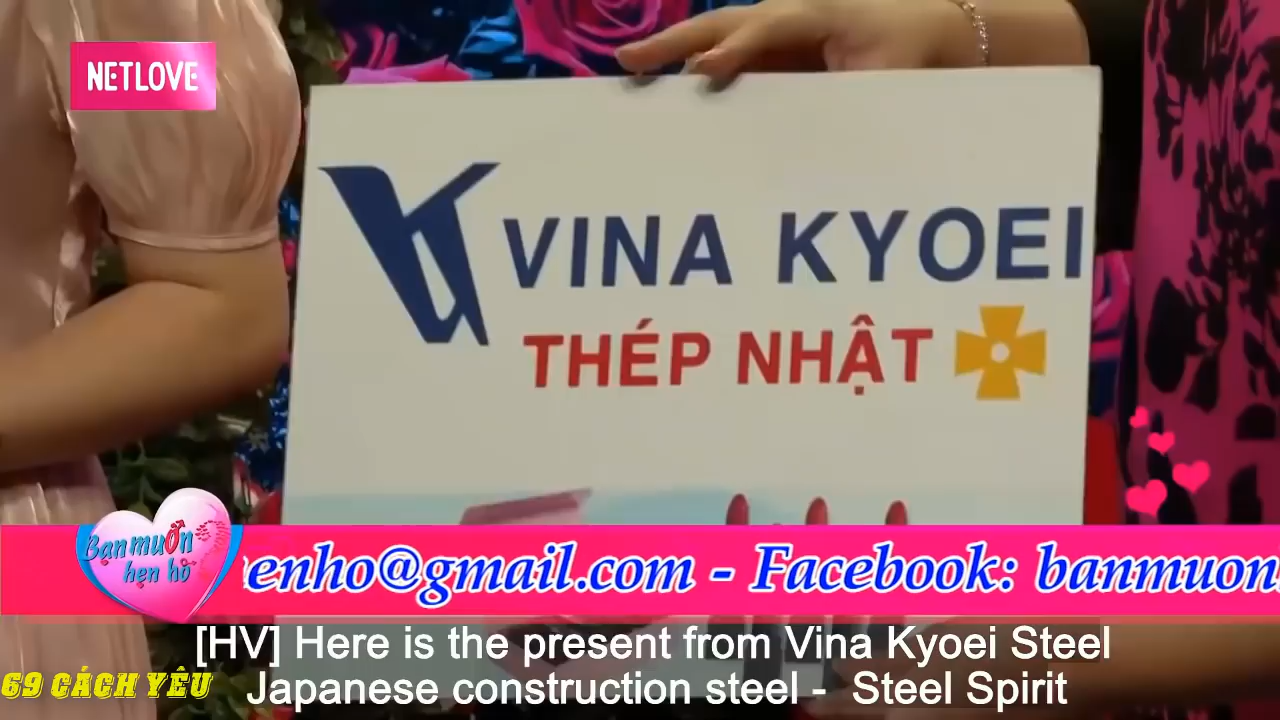 NETLOVE
VINA KYOEI
THÉP NHẬT
Bạn muốn
hẹn hò
enho@gmail.com - Facebook: banmuon
[HV] Here is the present from Vina Kyoei Steel
Japanese construction steel - Steel Spirit
69 CÁCH YÊU